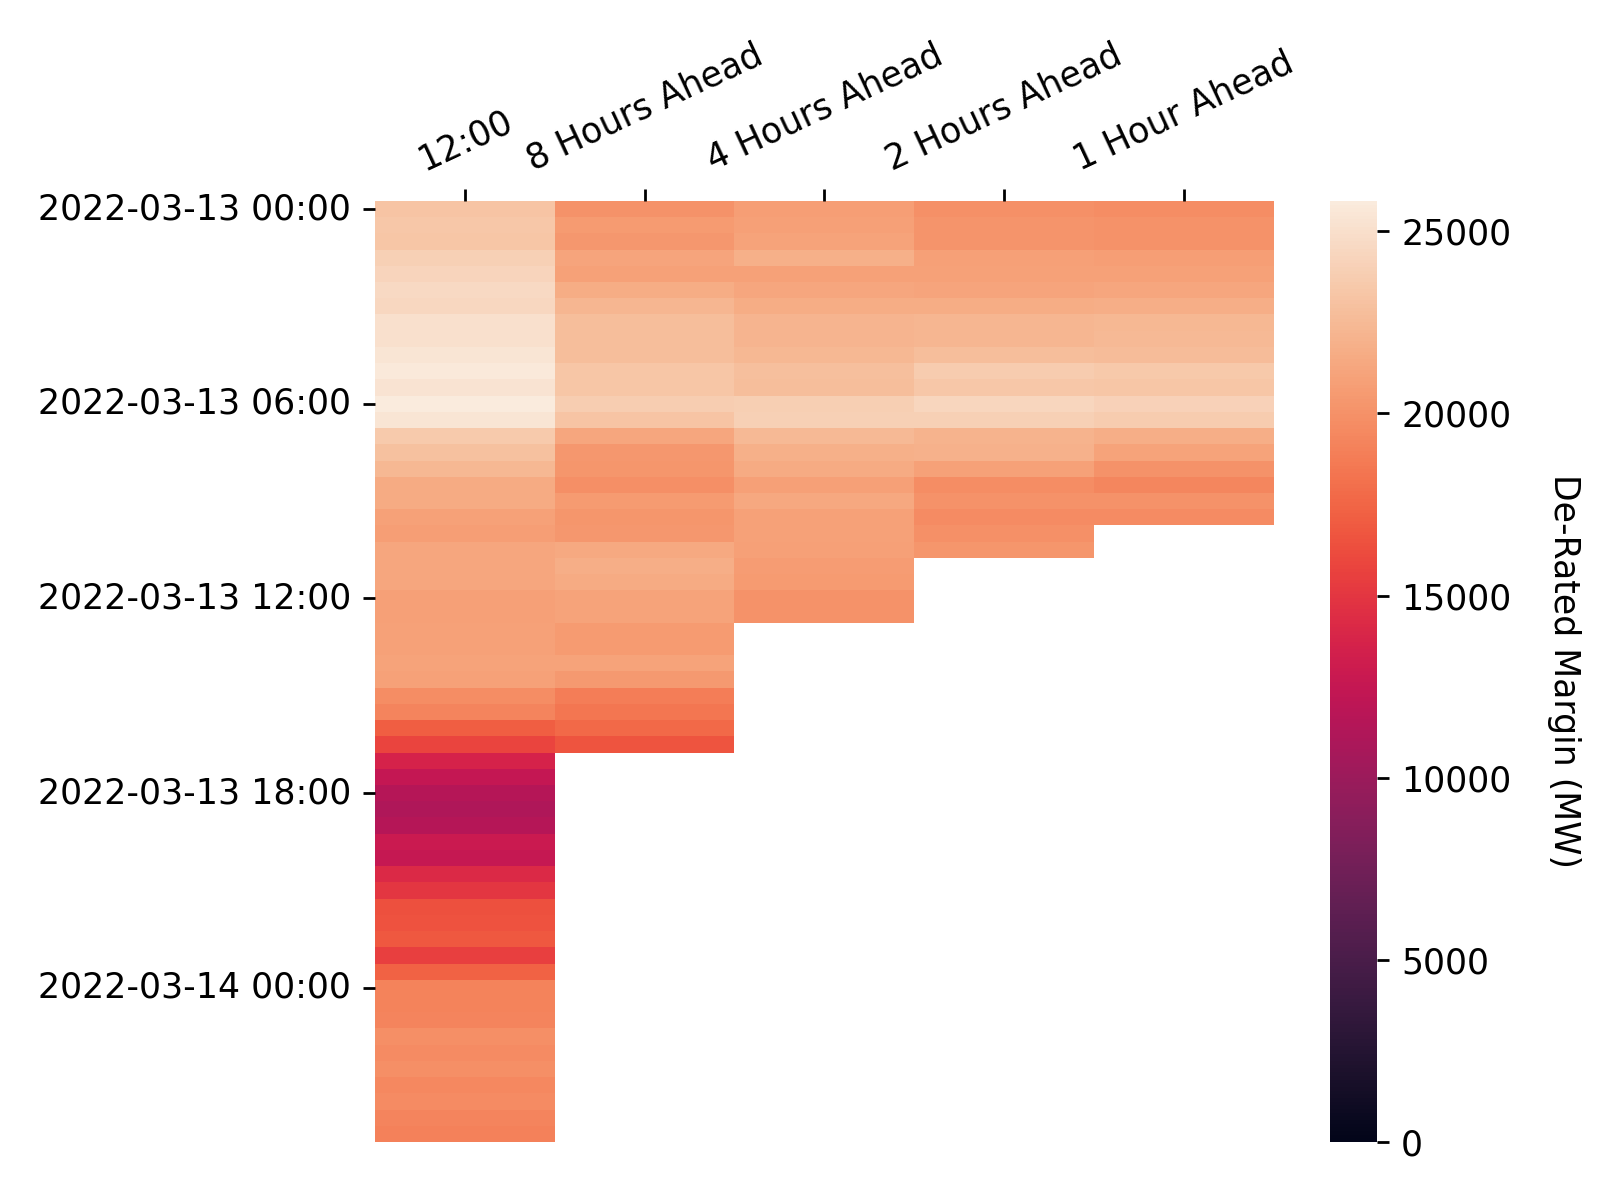 12:00
8 Hours Ahead
4 Hours Ahead
2 Hours Ahead
1 Hour Ahead
2022-03-13 00:00
2022-03-13 06:00
2022-03-13 12:00
2022-03-13 18:00
2022-03-14 00:00
25000
20000
15000
10000
5000
0
De-Rated Margin (MW)